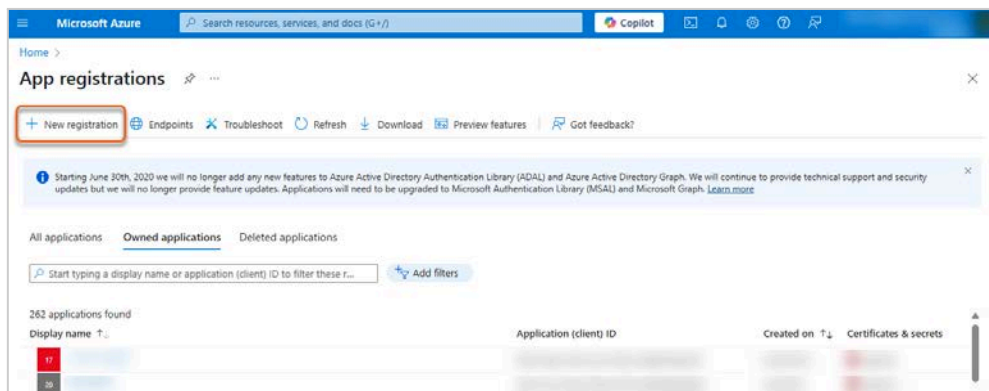 Microsoft Azure
Search resources, services, and docs (G+/)
Copilot
Home >
App registrations
New registration
Endpoints
Troubleshoot
Refresh
Download
Preview features
Got feedback?
Starting June 30th, 2020 we will no longer add any new features to Azure Active Directory Authentication Library (ADAL) and Azure Active Directory Graph. We will continue to provide technical support and security
updates but we will no longer provide feature updates. Applications will need to be upgraded to Microsoft Authentication Library (MSAL) and Microsoft Graph. Learn more
All applications
Owned applications
Deleted applications
Start typing a display name or application (client) ID to filter these r...
Add filters
262 applications found
Display name
Application (client) ID
Created on
Certificates & secrets
17
20